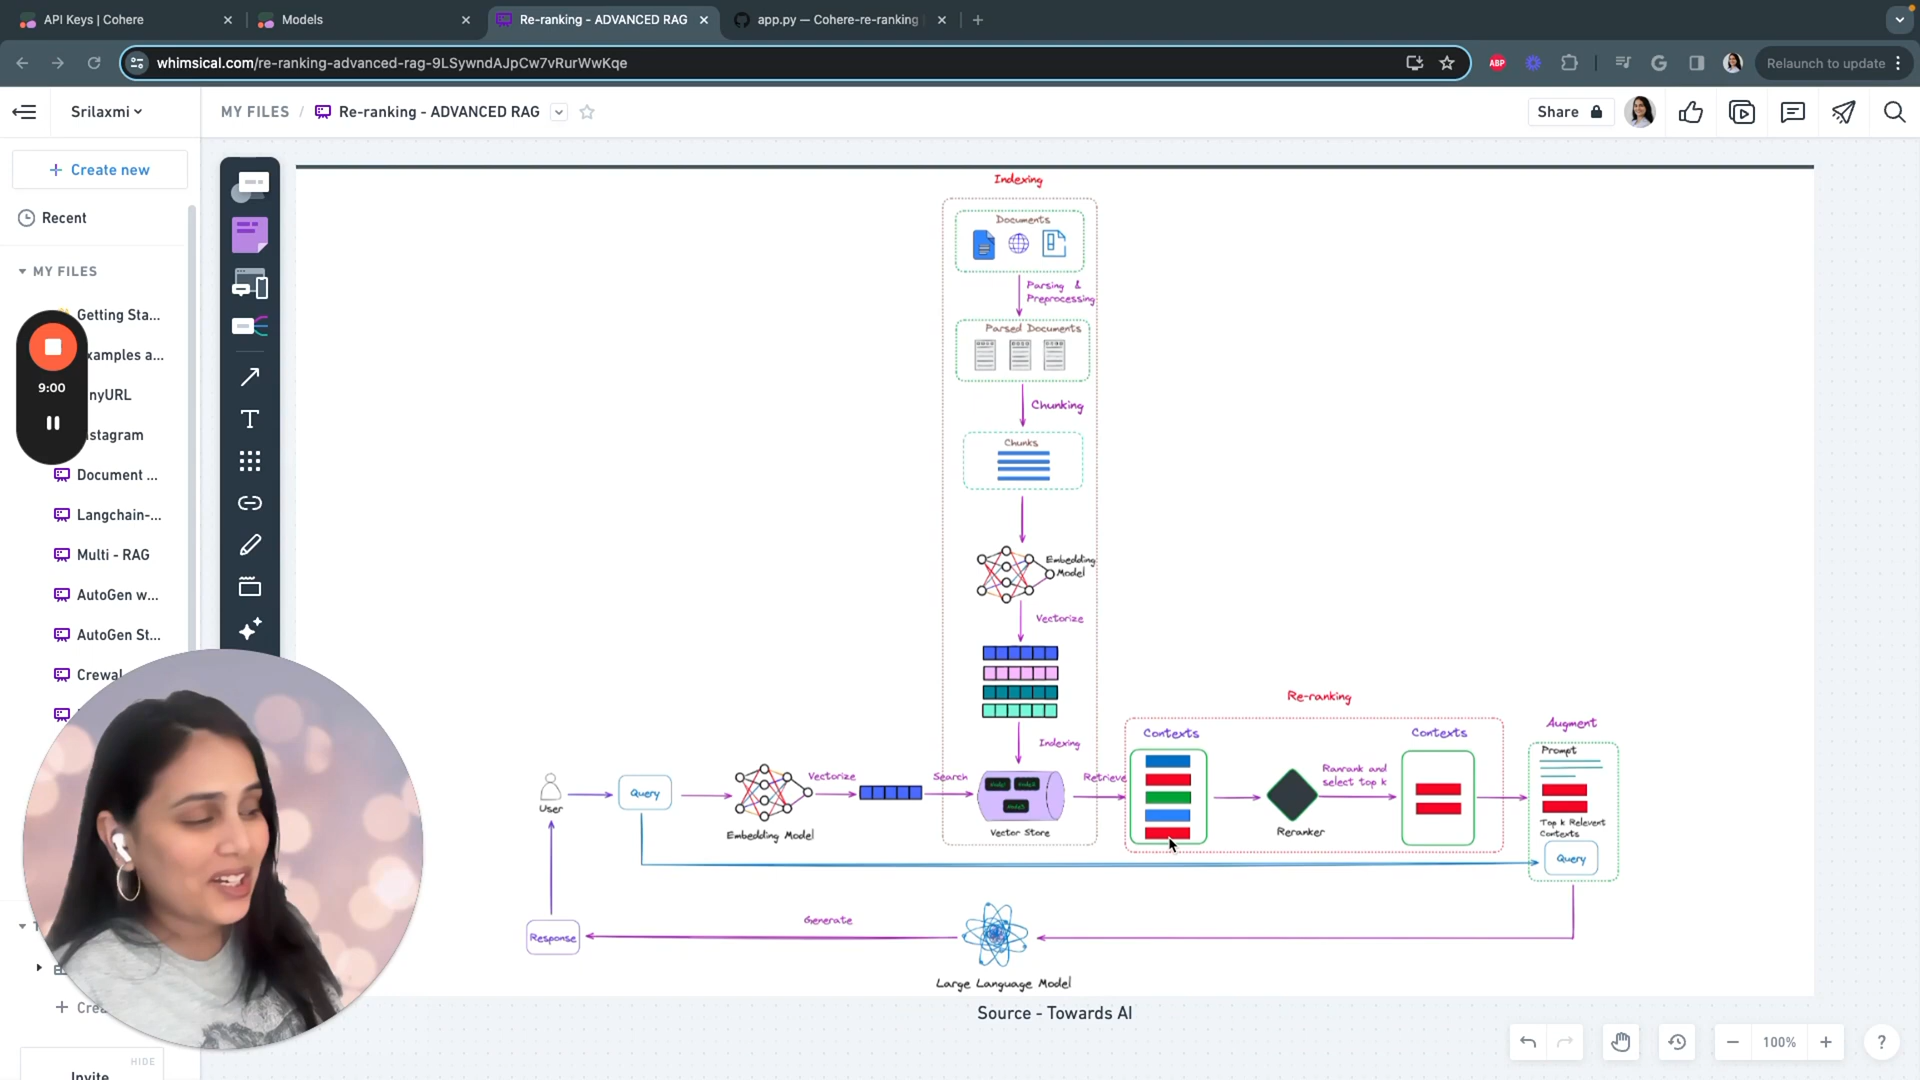 API Keys | Cohere
Models
Re-ranking - ADVANCED RAG
app.py — Cohere-re-ranking
whimsical.com/re-ranking-advanced-rag-9LSywndAJpCw7vRurWwKqe
ABP
Relaunch to update
Srilaxmi
MY FILES / Re-ranking - ADVANCED RAG
Share
+ Create new
Recent
MY FILES
Getting Sta...
xamples a...
nyURL
stagram
Document ...
Langchain-...
Multi - RAG
AutoGen w...
AutoGen St...
Crewal
9:00
HIDE
Invite
Indexing
Documents
Parsing &
Preprocessing
Parsed Documents
Chunking
Chunks
Embedding
Model
Vectorize
Indexing
Re-ranking
Augment
Contexts
Contexts
Prompt
User
Query
Embedding Model
Vectorize
Search
Vector Store
Retrieve
Reranker
Ranrank and
select top k
Top k Relevent
Contexts
Query
Response
Generate
Large Language Model
Source - Towards AI
100%
?